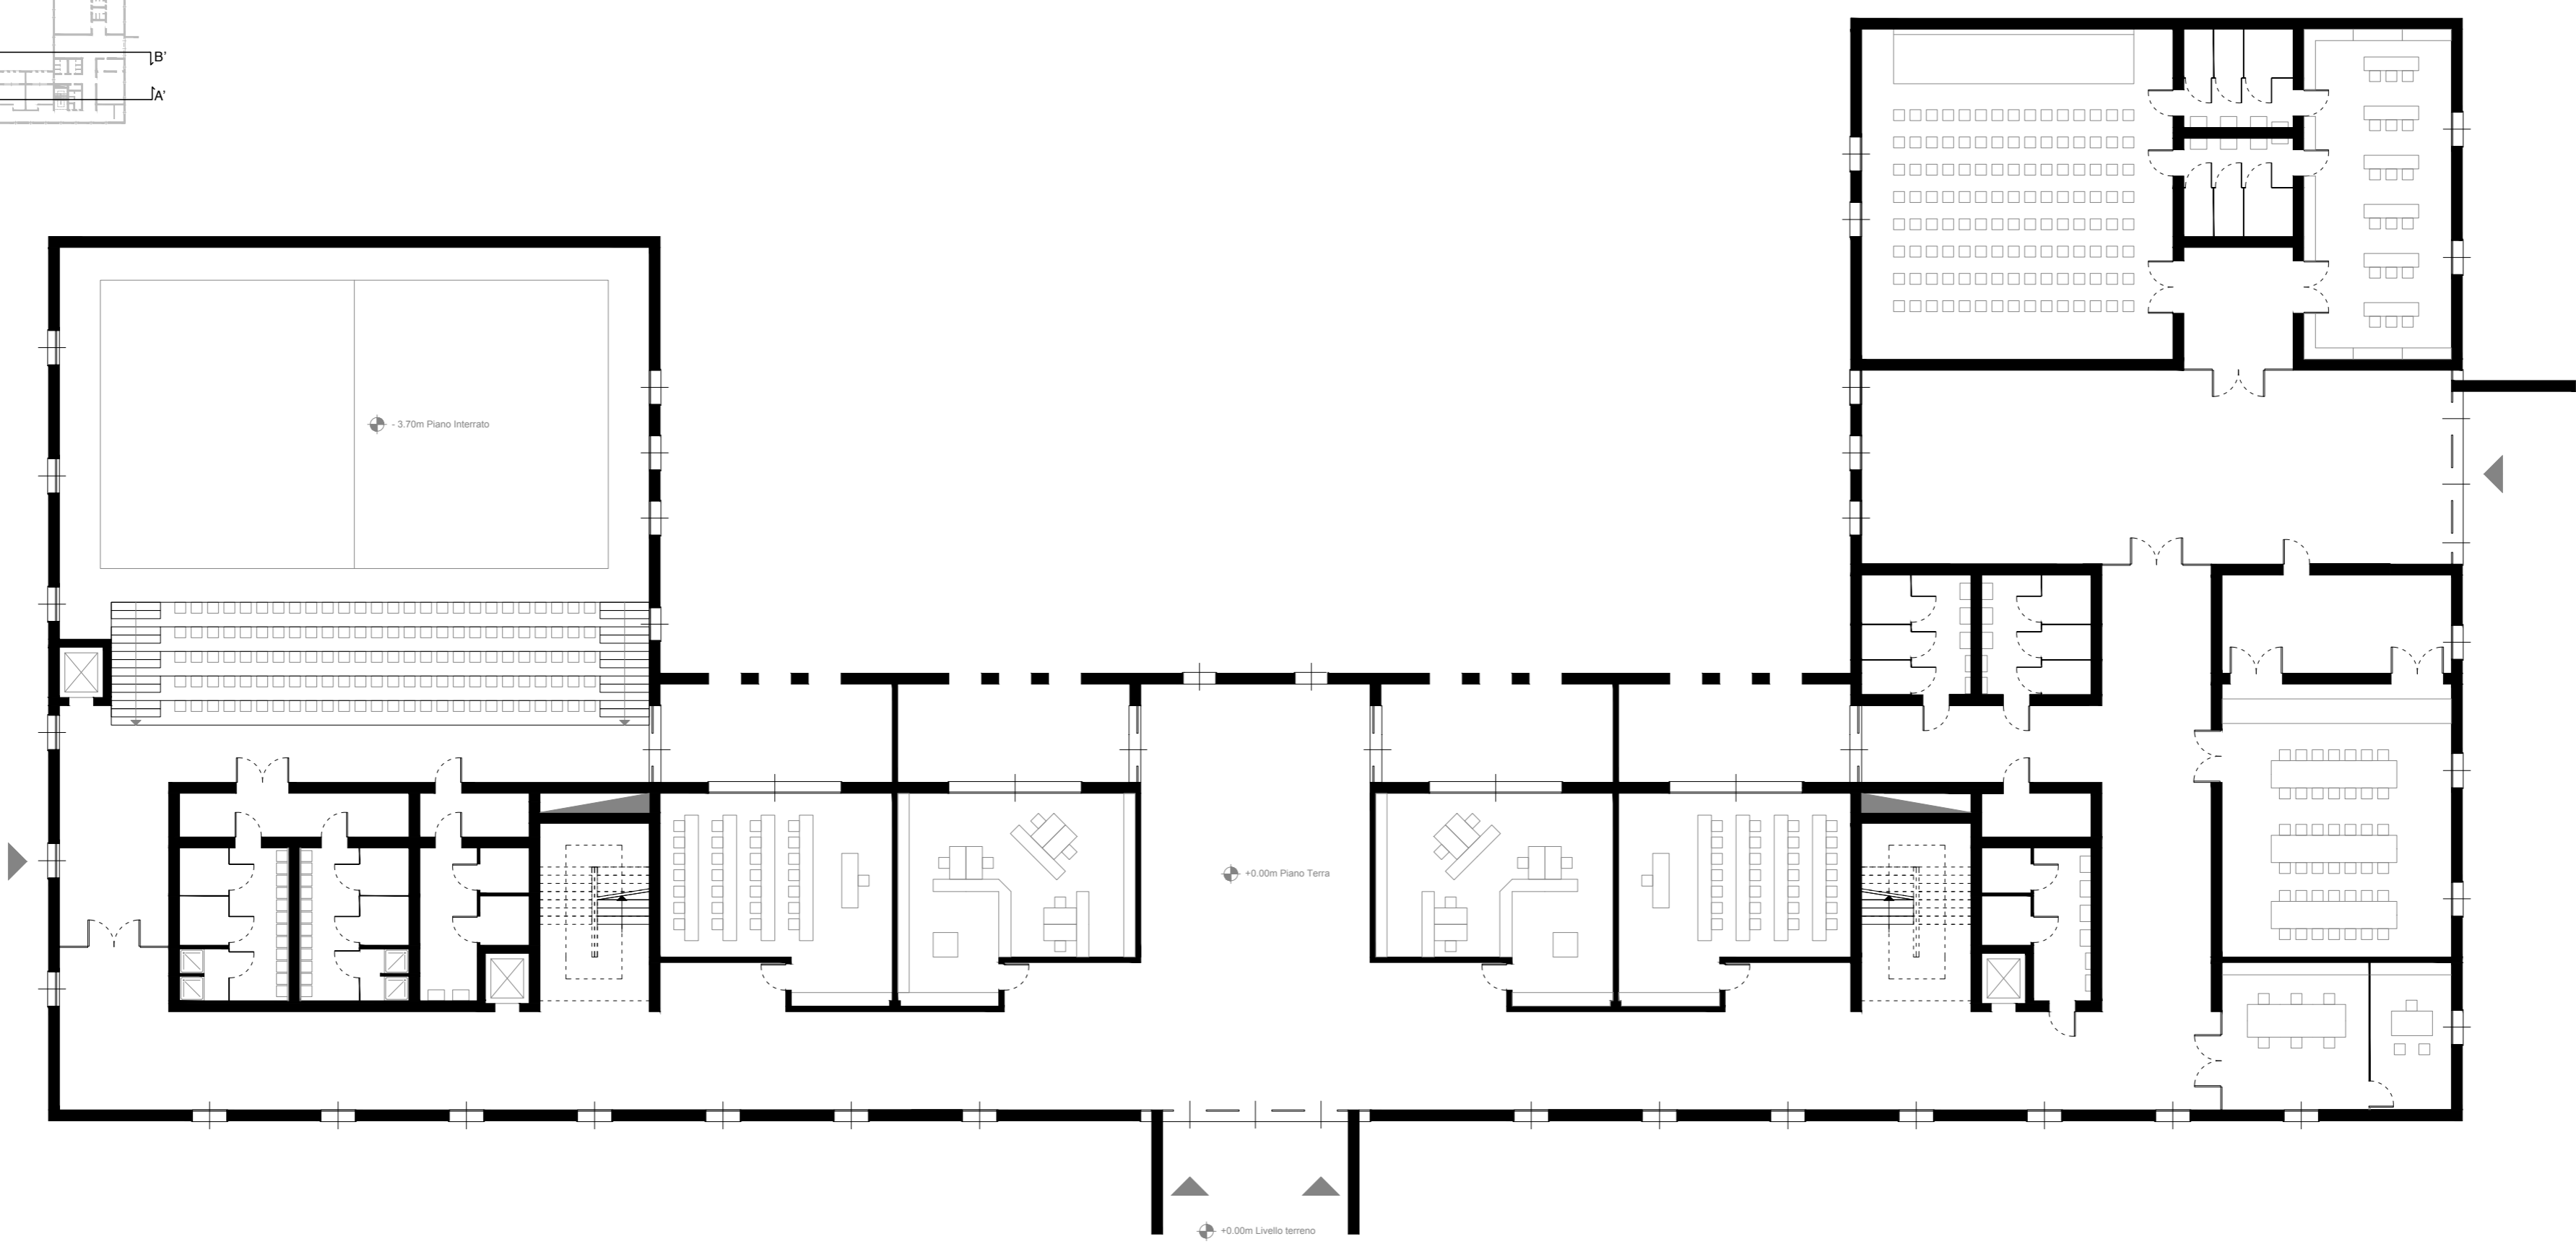 B'
A'
- 3.70m Piano Interrato
+0.00m Piano Terra
+0.00m Livello terreno